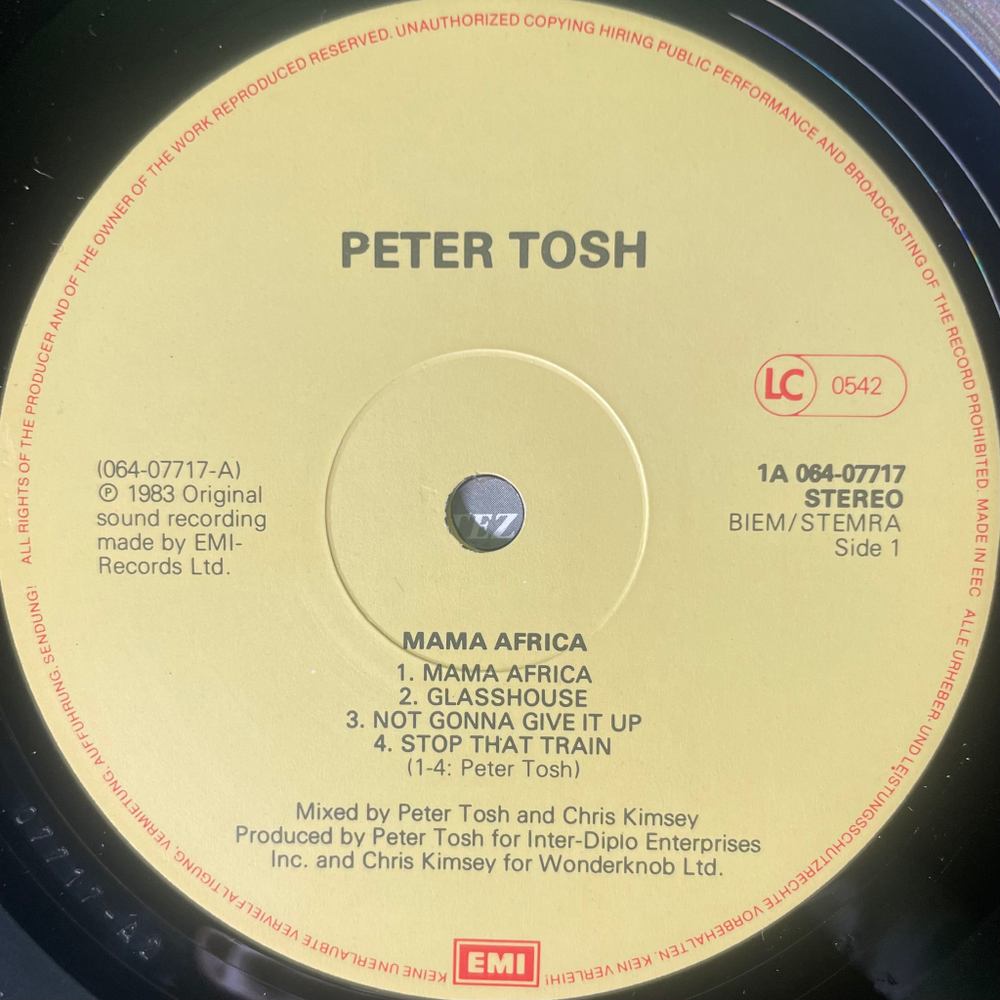 ALL RIGHTS OF THE PRODUCER AND OF THE OWNER OF THE WORK REPRODUCED RESERVED. UNAUTHORIZED COPYING HIRING PUBLIC PERFORMANCE AND BROADCASTING OF THE RECORD PROHIBITED. MADE IN EEC
PETER TOSH
LC 0542
(064-07717-A)
℗ 1983 Original
sound recording
made by EMI-
Records Ltd.
1A 064-07717
STEREO
BIEM/STEMRA
Side 1
EZ
MAMA AFRICA
1. MAMA AFRICA
2. GLASSHOUSE
3. NOT GONNA GIVE IT UP
4. STOP THAT TRAIN
(1-4: Peter Tosh)
Mixed by Peter Tosh and Chris Kimsey
Produced by Peter Tosh for Inter-Diplo Enterprises
Inc. and Chris Kimsey for Wonderknob Ltd.
ALLE URHEBER- UND LEISTUNGSSCHUTZRECHTE VORBEHALTEN. KEIN VERLEIH! KEINE UNERLAUBTE VERVIELFÄLTIGUNG, VERMIETUNG, AUFFÜHRUNG, SENDUNG!
EMI
07717-A2